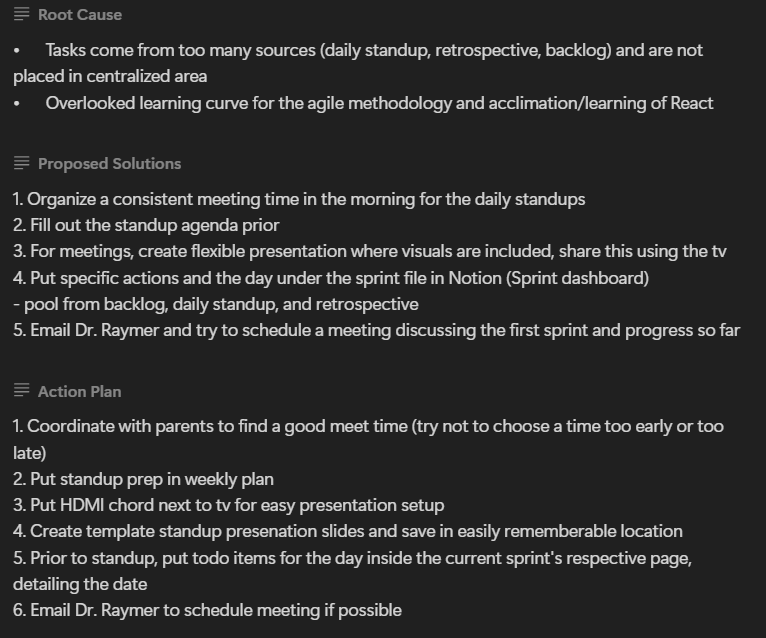 Root Cause
• Tasks come from too many sources (daily standup, retrospective, backlog) and are not
placed in centralized area
• Overlooked learning curve for the agile methodology and acclimation/learning of React
Proposed Solutions
1. Organize a consistent meeting time in the morning for the daily standups
2. Fill out the standup agenda prior
3. For meetings, create flexible presentation where visuals are included, share this using the tv
4. Put specific actions and the day under the sprint file in Notion (Sprint dashboard)
- pool from backlog, daily standup, and retrospective
5. Email Dr. Raymer and try to schedule a meeting discussing the first sprint and progress so far
Action Plan
1. Coordinate with parents to find a good meet time (try not to choose a time too early or too
late)
2. Put standup prep in weekly plan
3. Put HDMI chord next to tv for easy presentation setup
4. Create template standup presenation slides and save in easily rememberable location
5. Prior to standup, put todo items for the day inside the current sprint's respective page,
detailing the date
6. Email Dr. Raymer to schedule meeting if possible